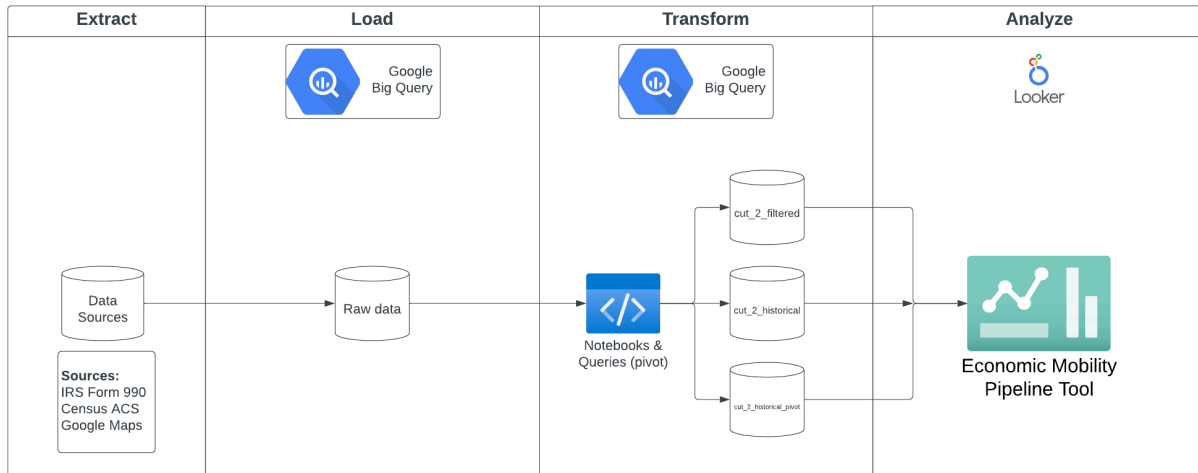 Extract
Load
Transform
Analyze
Google
Big Query
Google
Big Query
Looker
cut_2_filtered
Data
Sources
Raw data
cut_2_historical
Notebooks &
Queries (pivot)
Sources:
IRS Form 990
Census ACS
Google Maps
cut_2_historical_pivot
Economic Mobility
Pipeline Tool